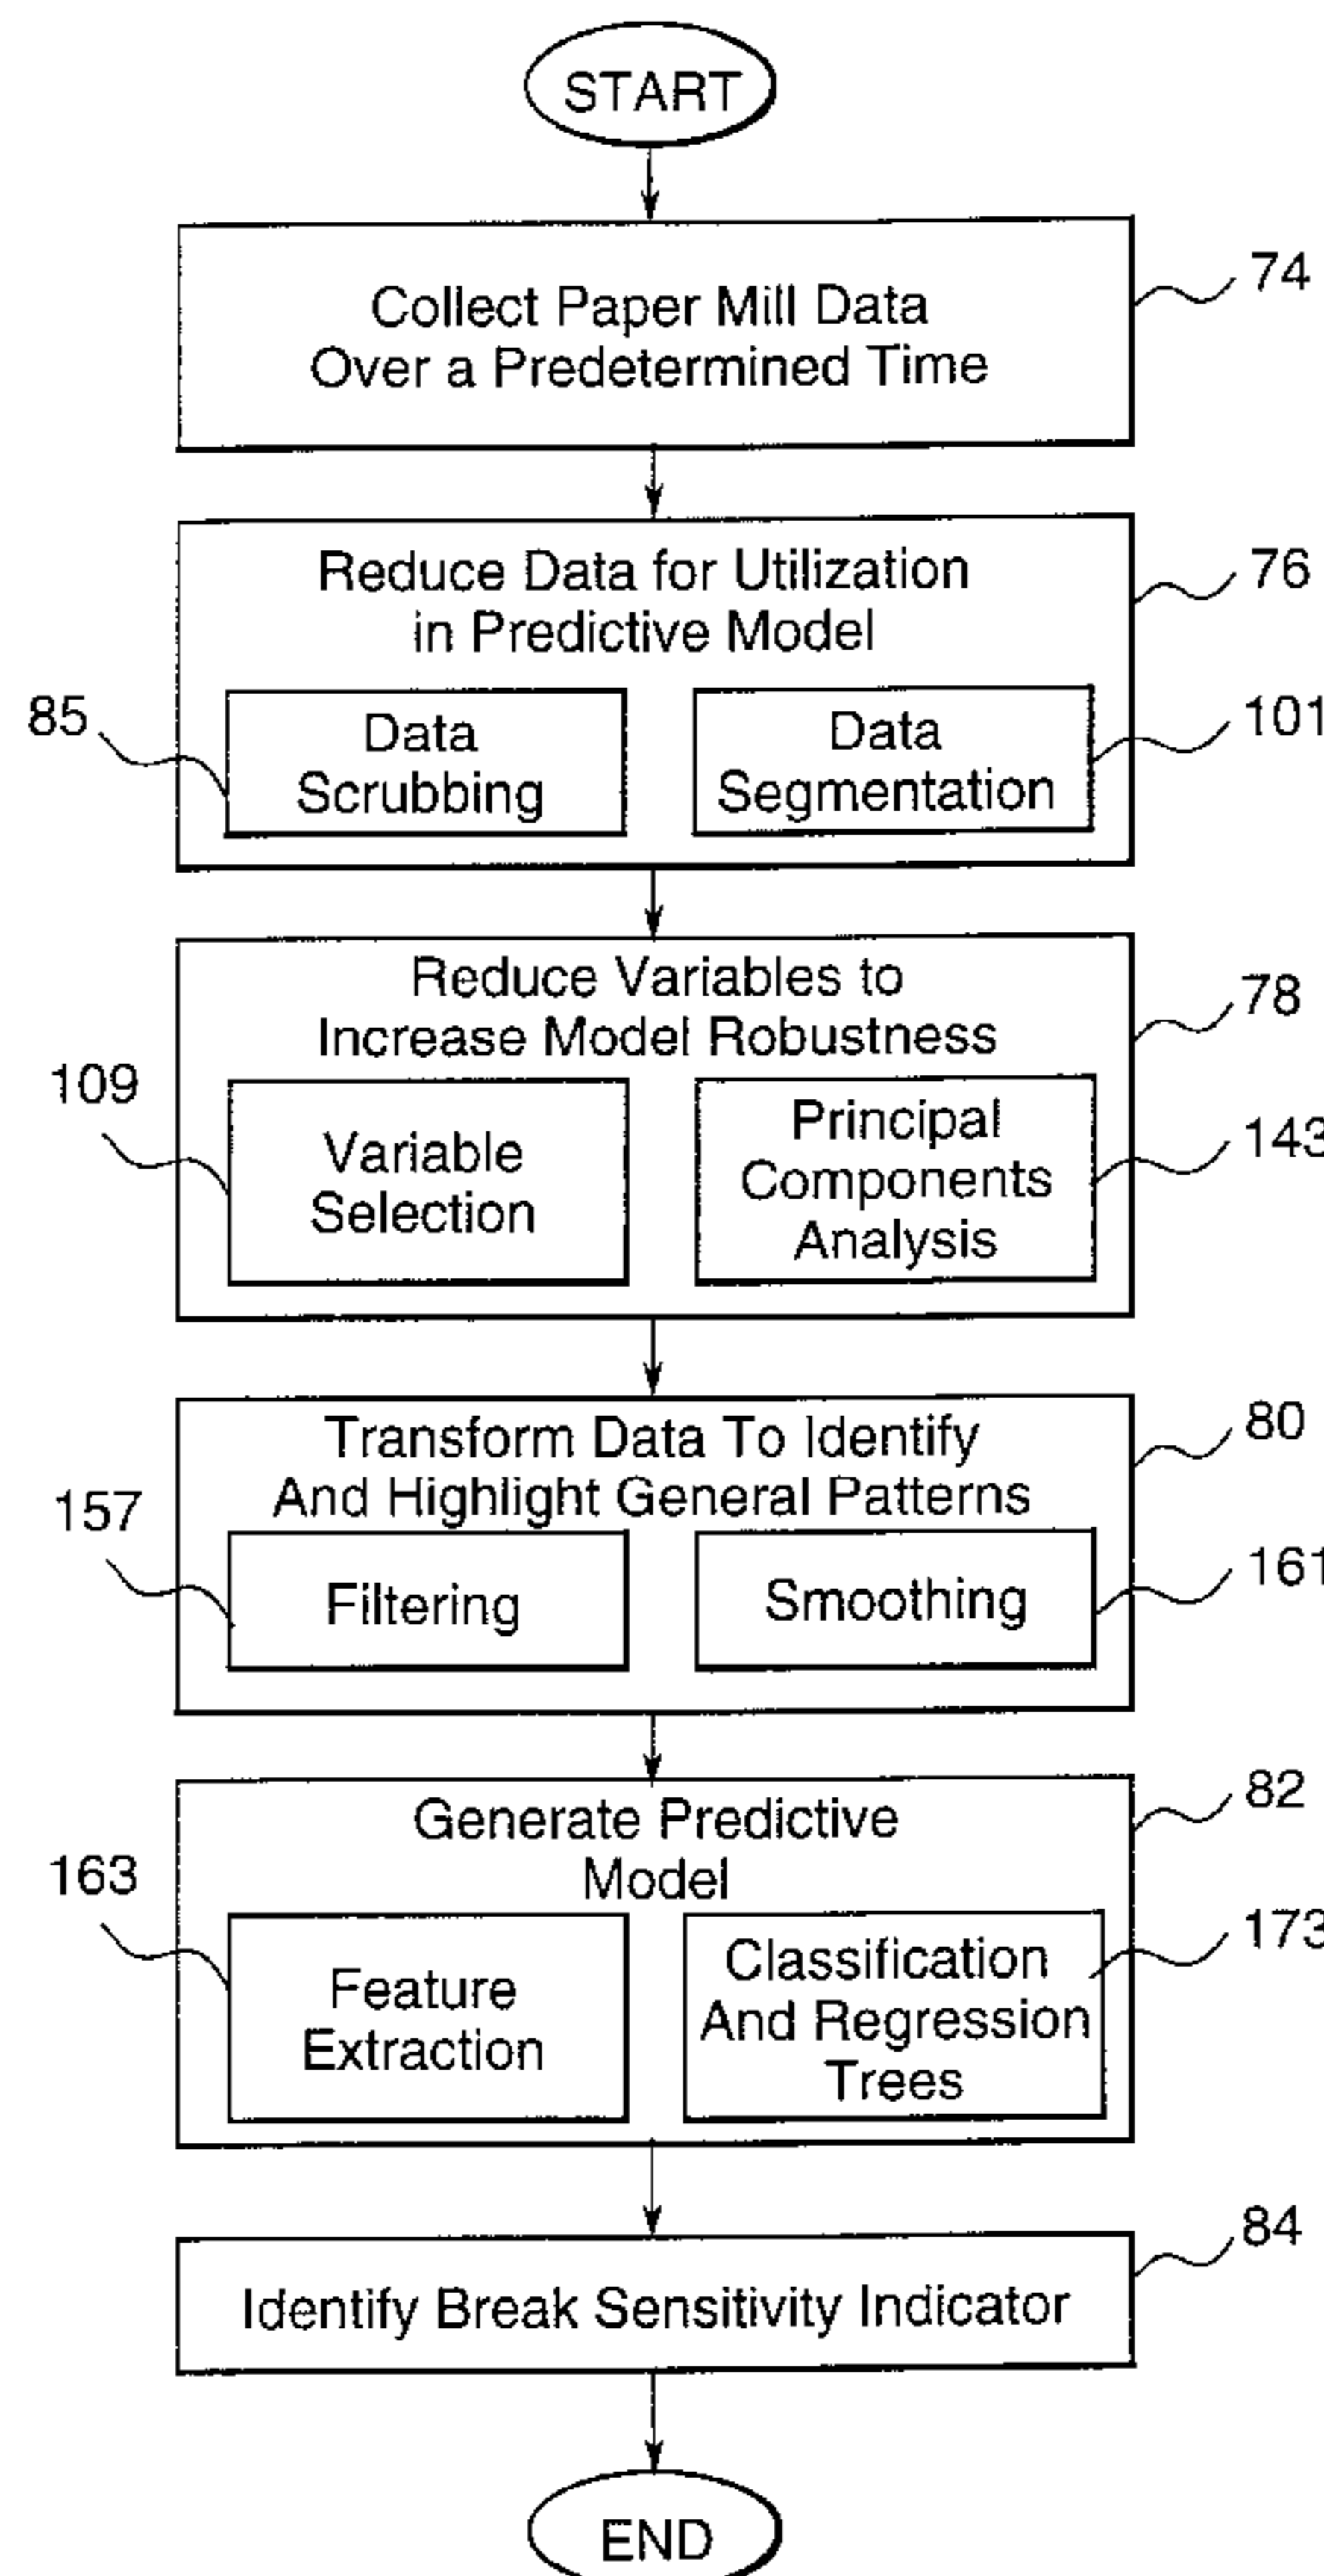 START
Collect Paper Mill Data
Over a Predetermined Time
74
Reduce Data for Utilization
in Predictive Model
76
85
Data
Scrubbing
Data
Segmentation
101
Reduce Variables to
Increase Model Robustness
78
109
Variable
Selection
Principal
Components
Analysis
143
Transform Data To Identify
And Highlight General Patterns
80
157
Filtering
Smoothing
161
Generate Predictive
Model
82
163
Feature
Extraction
Classification
And Regression
Trees
173
Identify Break Sensitivity Indicator
84
END